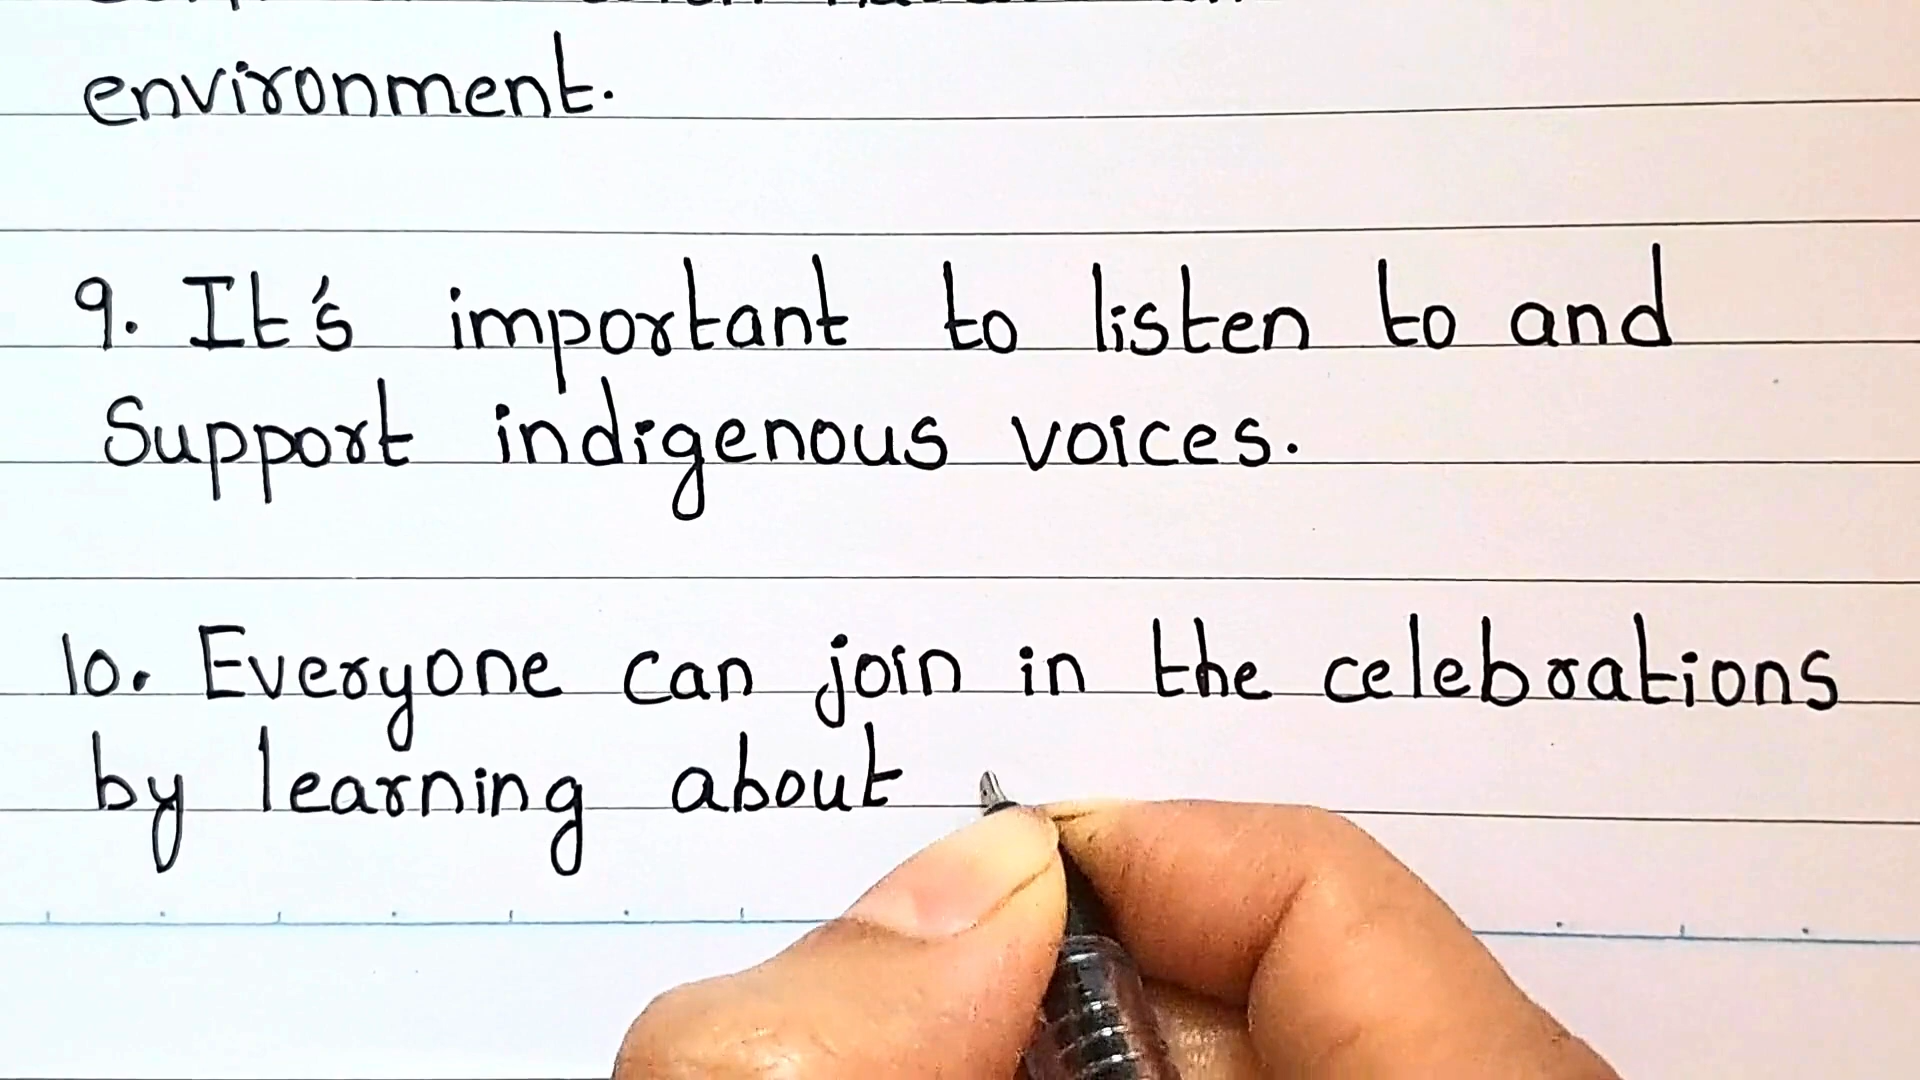 environment.
9. It's important to listen to and
Support indigenous voices.
10. Everyone can join in the celebrations
by learning about